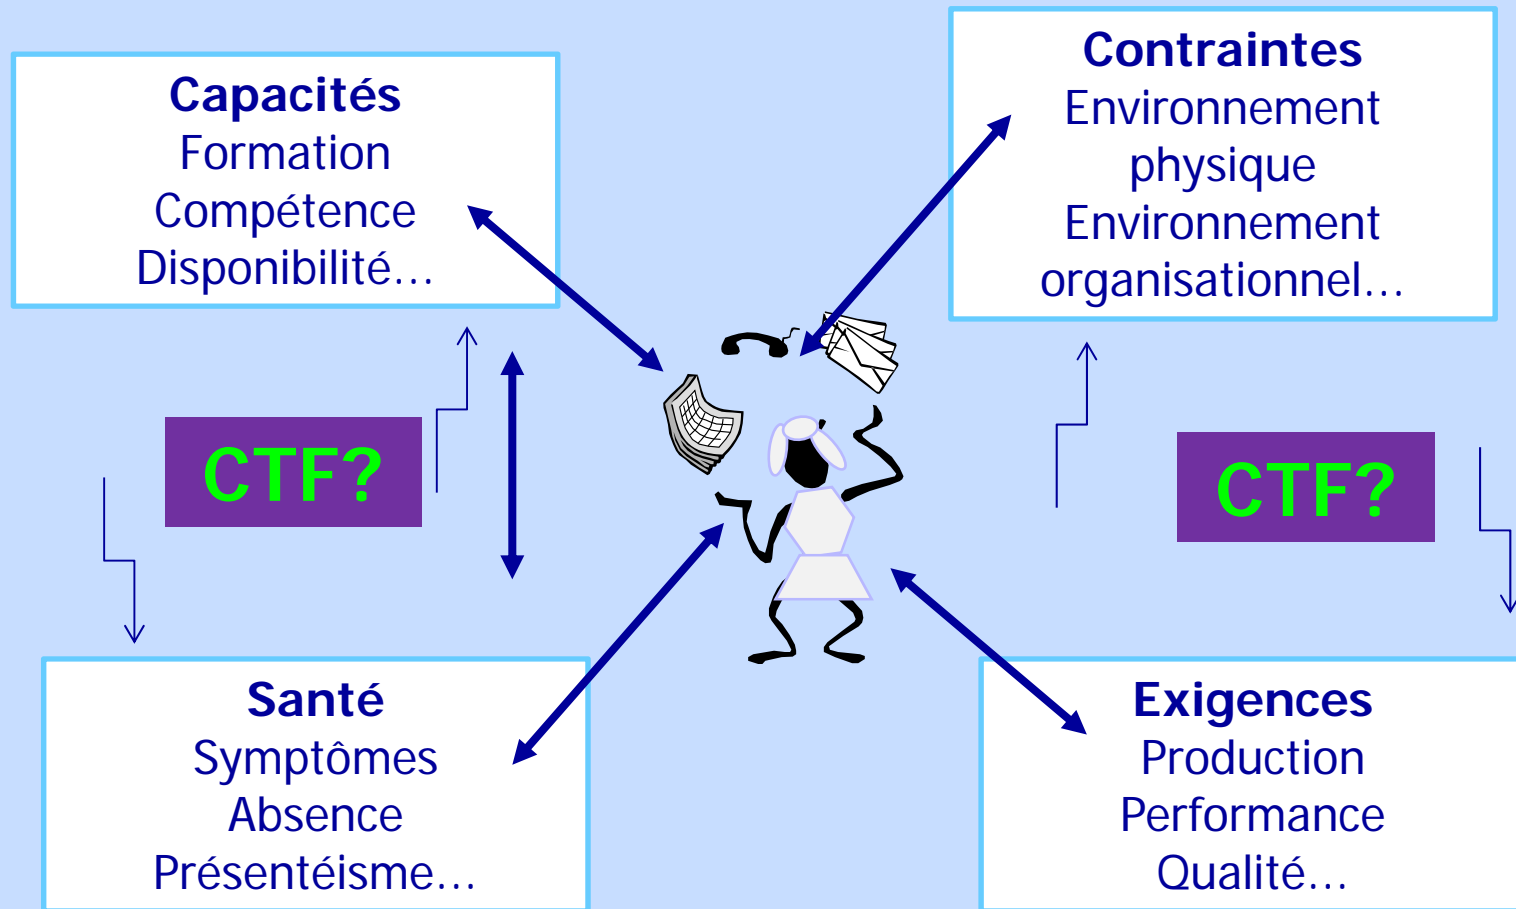 Capacités
Formation
Compétence
Disponibilité…
Contraintes
Environnement
physique
Environnement
organisationnel…
CTF?
CTF?
Santé
Symptômes
Absence
Présentéisme…
Exigences
Production
Performance
Qualité…